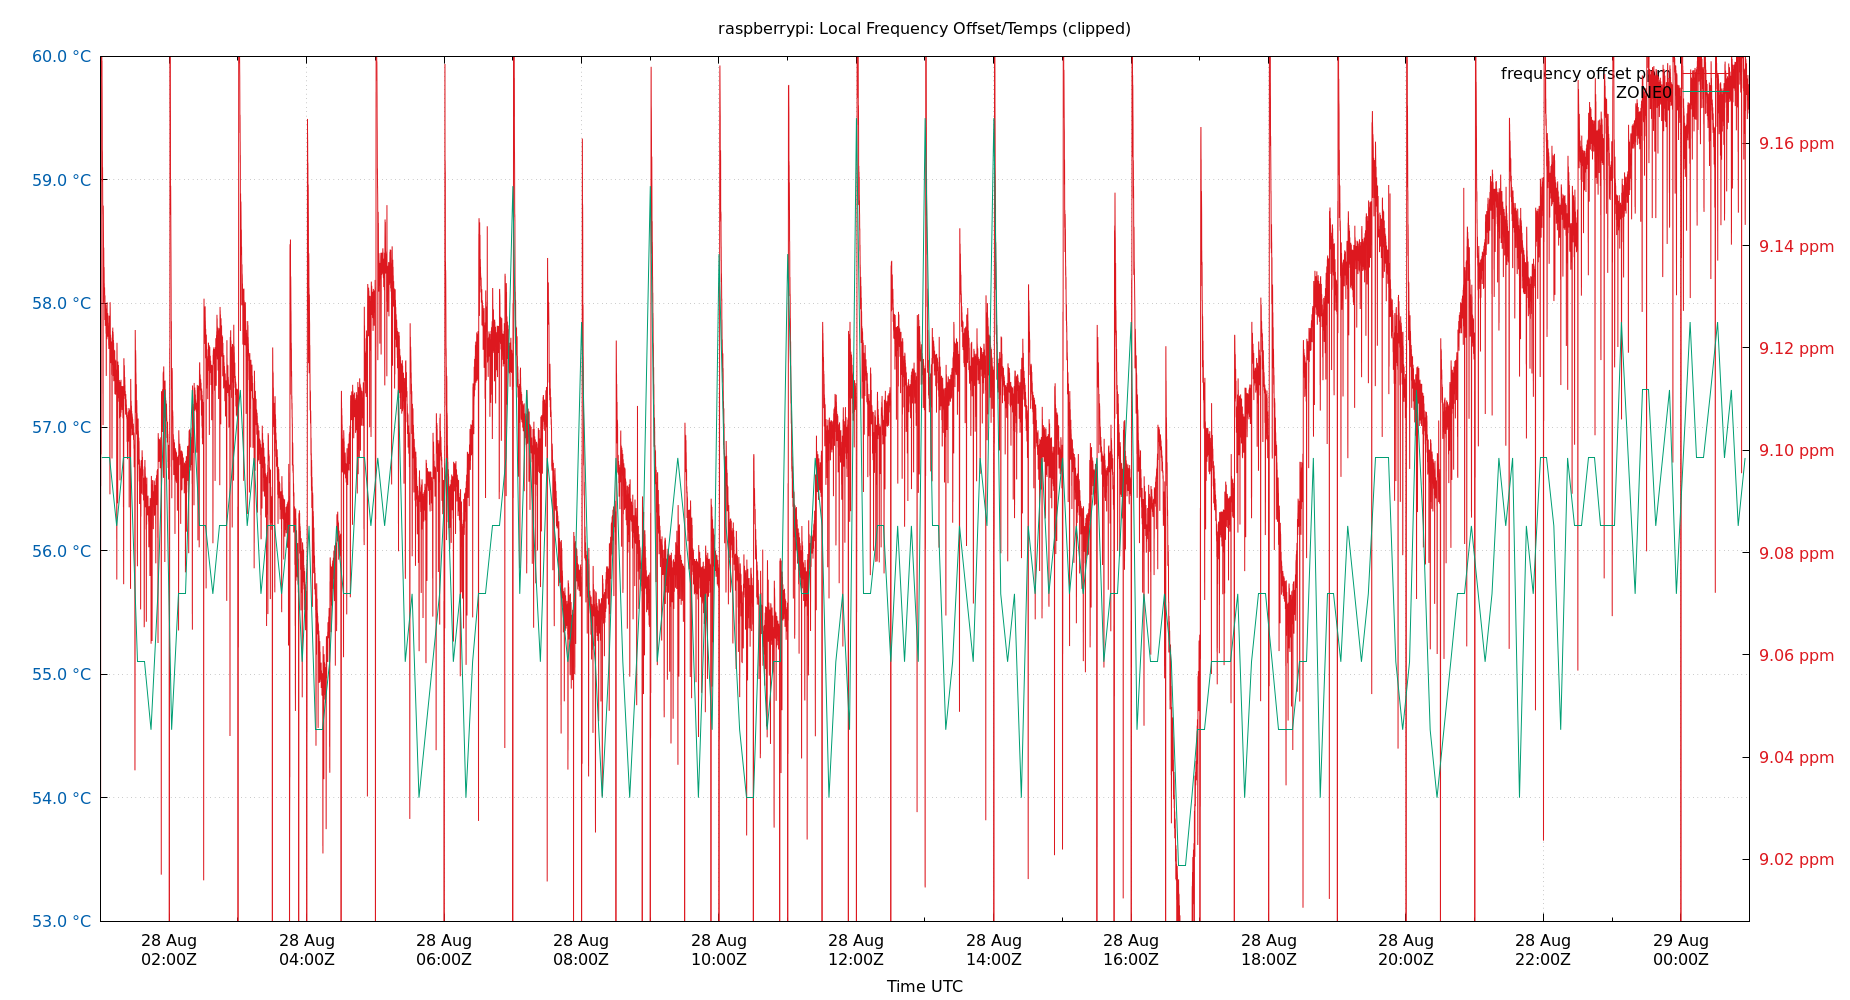 raspberrypi: Local Frequency Offset/Temps (clipped)
60.0 °C
59.0 °C
58.0 °C
57.0 °C
56.0 °C
55.0 °C
54.0 °C
53.0 °C
frequency offset ppm
ZONE0
9.16 ppm
9.14 ppm
9.12 ppm
9.10 ppm
9.08 ppm
9.06 ppm
9.04 ppm
9.02 ppm
28 Aug
02:00Z
28 Aug
04:00Z
28 Aug
06:00Z
28 Aug
08:00Z
28 Aug
10:00Z
28 Aug
12:00Z
28 Aug
14:00Z
28 Aug
16:00Z
28 Aug
18:00Z
28 Aug
20:00Z
28 Aug
22:00Z
29 Aug
00:00Z
Time UTC